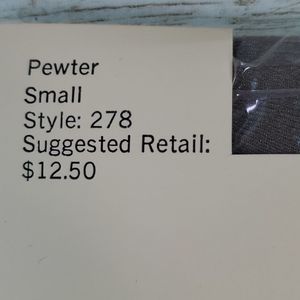 Pewter
Small
Style: 278
Suggested Retail:
$12.50